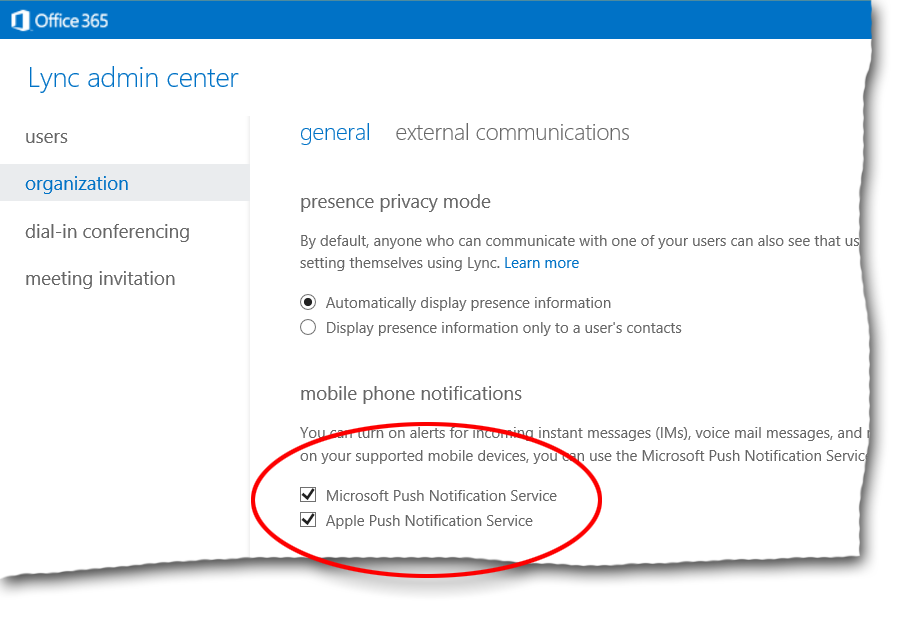 Office 365
Lync admin center
users
organization
dial-in conferencing
meeting invitation
general external communications
presence privacy mode
By default, anyone who can communicate with one of your users can also see that us
setting themselves using Lync. Learn more
Automatically display presence information
Display presence information only to a user's contacts
mobile phone notifications
You can turn on alerts for incoming instant messages (IMs), voice mail messages, and
on your supported mobile devices, you can use the Microsoft Push Notification Servic
Microsoft Push Notification Service
Apple Push Notification Service